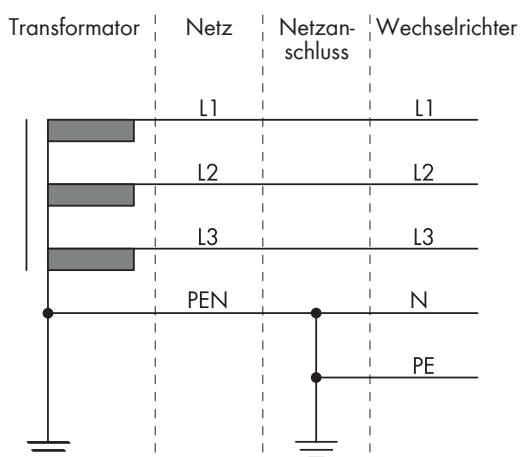 Transformator
Netz
Netzan-
schluss
Wechselrichter
L1
L1
L2
L2
L3
L3
PEN
N
PE